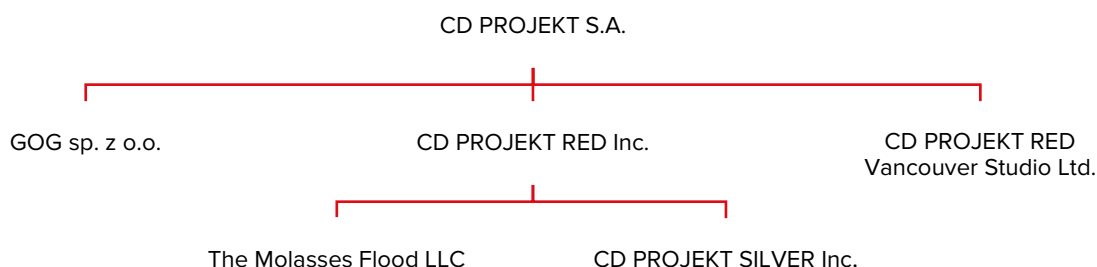 CD PROJEKT S.A.
GOG sp. z o.o.
CD PROJEKT RED Inc.
CD PROJEKT RED
Vancouver Studio Ltd.
The Molasses Flood LLC
CD PROJEKT SILVER Inc.